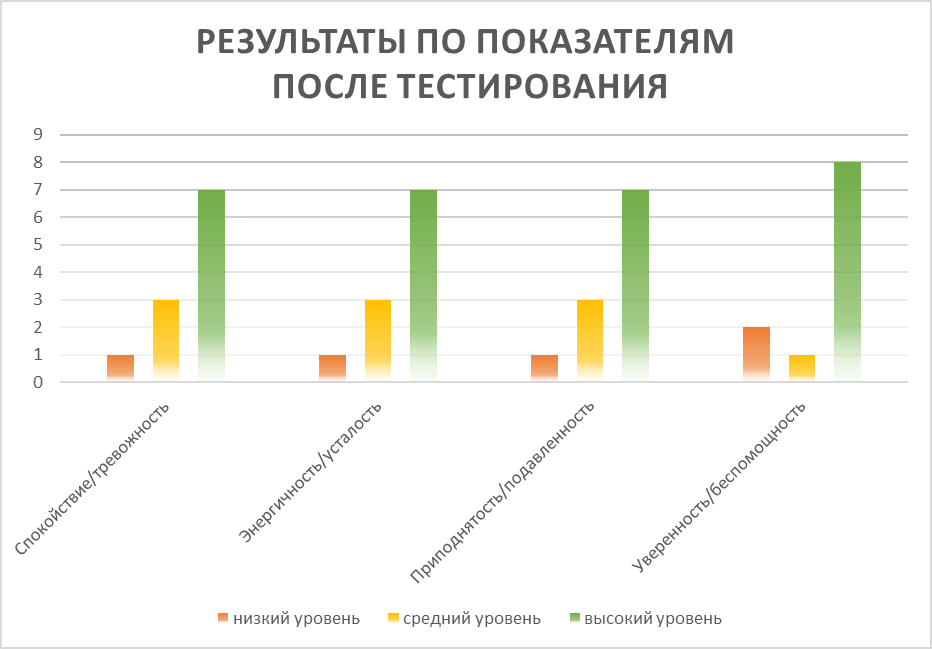 РЕЗУЛЬТАТЫ ПО ПОКАЗАТЕЛЯМ
ПОСЛЕ ТЕСТИРОВАНИЯ
9
8
7
6
5
4
3
2
1
0
Спокойствие/тревожность
Энергичность/усталость
Приподнятость/подавленность
Уверенность/беспомощность
низкий уровень средний уровень высокий уровень